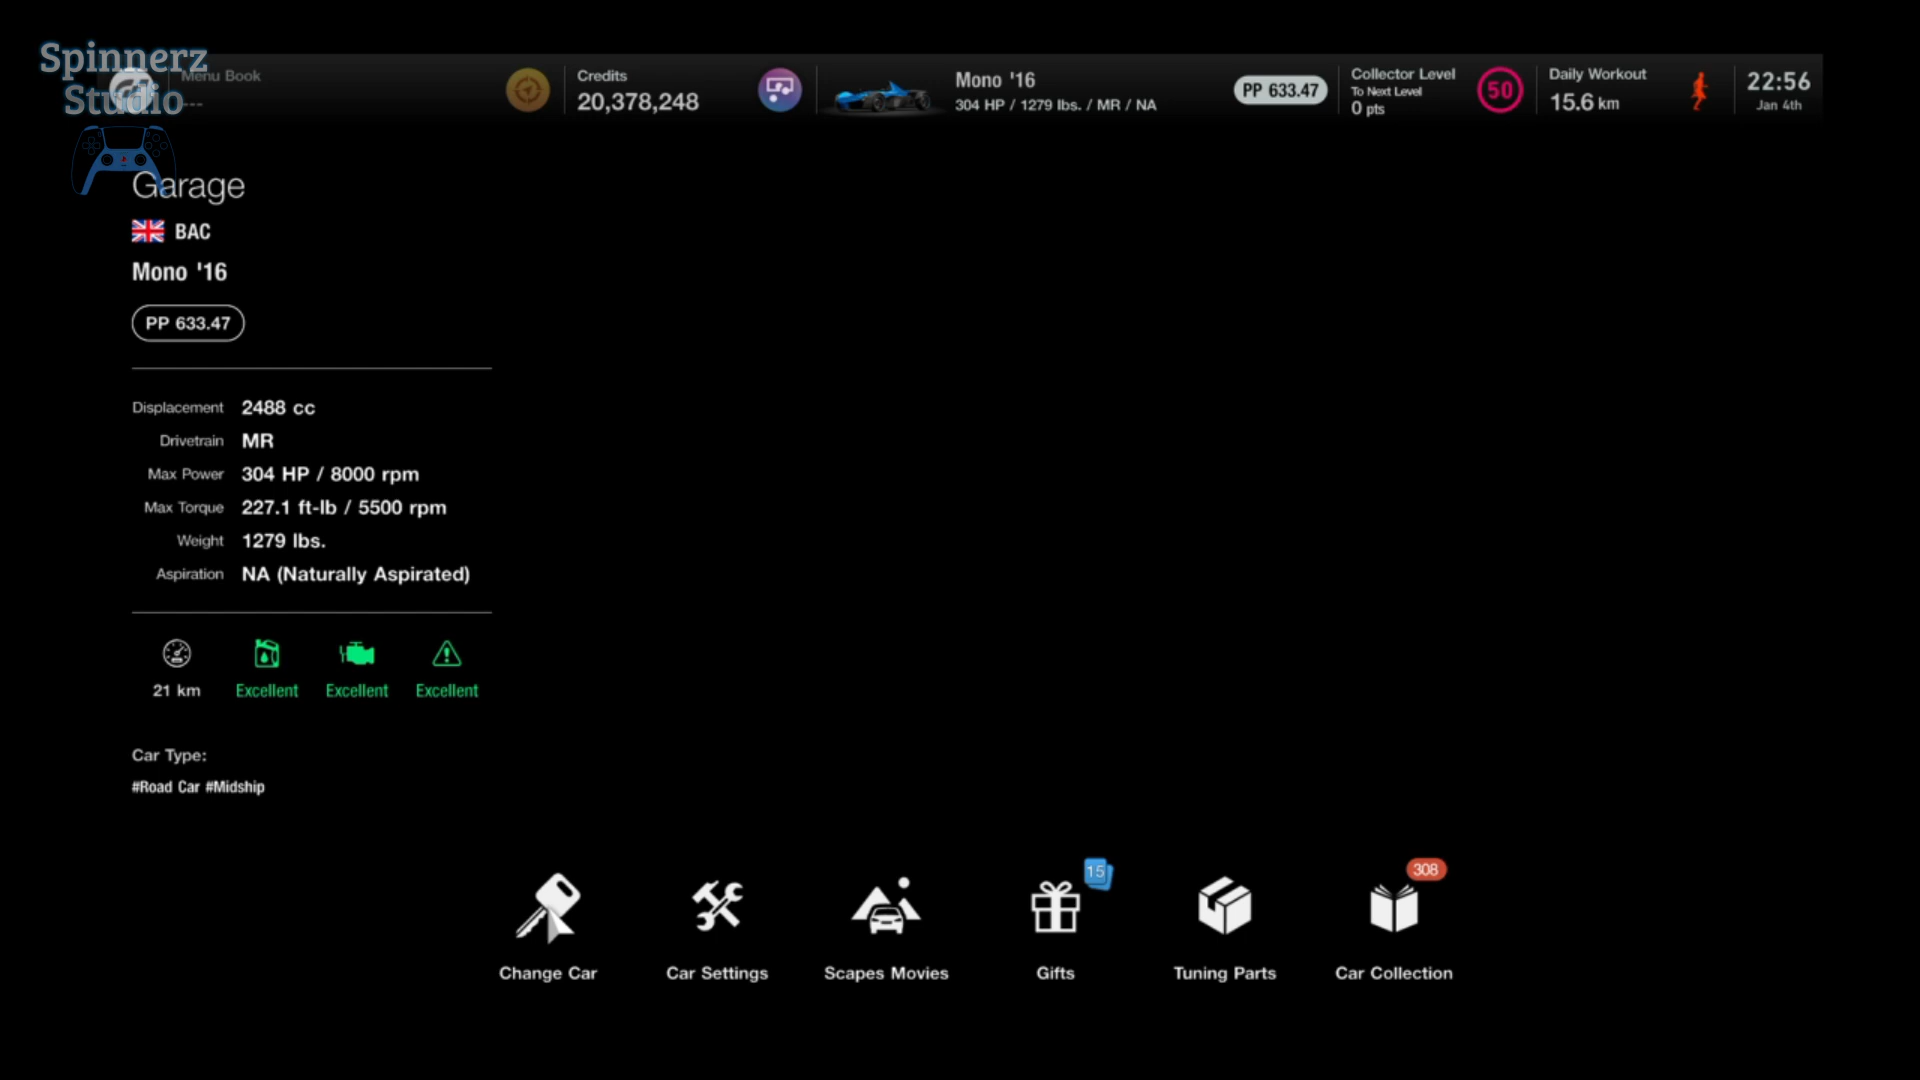 Spinnerz
Studio
Menu Book
---
Credits
20,378,248
Mono '16
304 HP / 1279 lbs. / MR / NA
PP 633.47
Collector Level
To Next Level
0 pts
50
Daily Workout
15.6 km
22:56
Jan 4th
Garage
BAC
Mono '16
PP 633.47
Displacement 2488 cc
Drivetrain MR
Max Power 304 HP / 8000 rpm
Max Torque 227.1 ft-lb / 5500 rpm
Weight 1279 lbs.
Aspiration NA (Naturally Aspirated)
21 km Excellent Excellent Excellent
Car Type:
#Road Car #Midship
15
308
Change Car Car Settings Scapes Movies Gifts Tuning Parts Car Collection